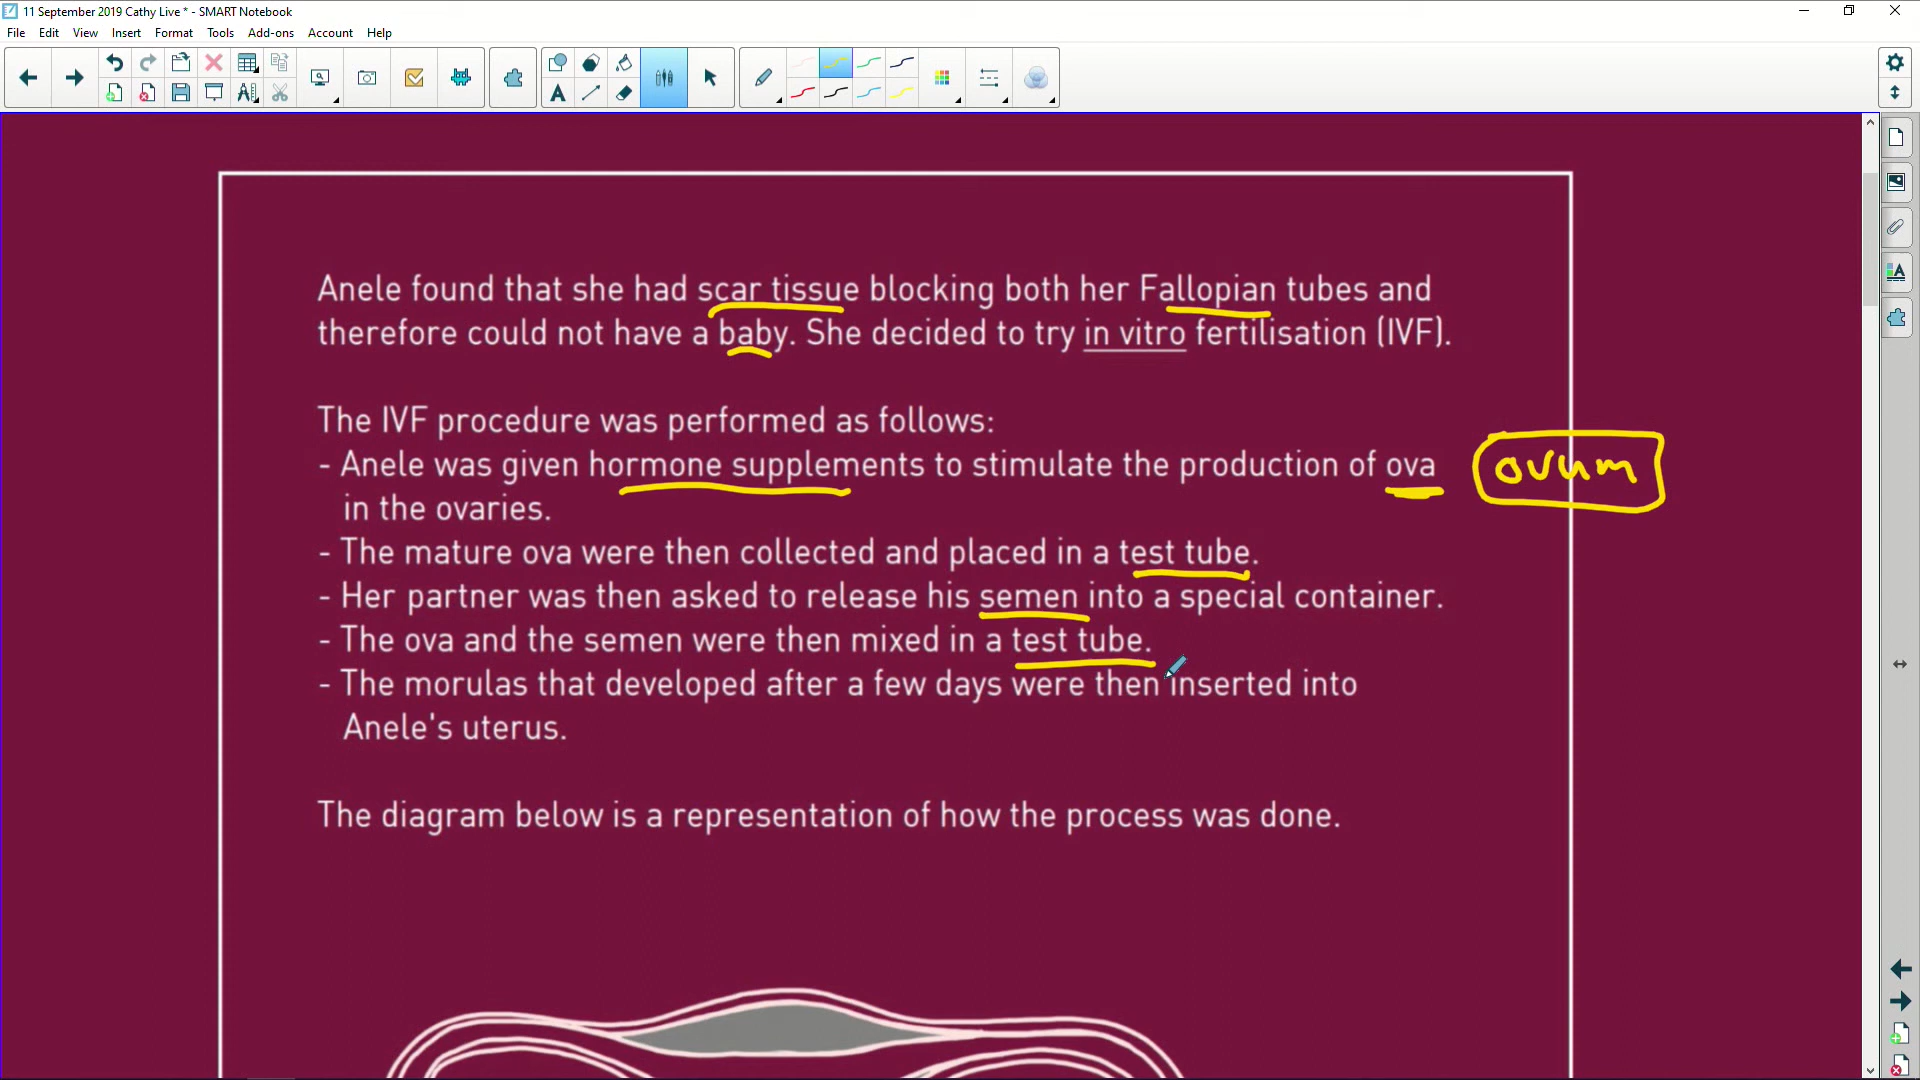 11 September 2019 Cathy Live * - SMART Notebook
File Edit View Insert Format Tools Add-ons Account Help
Anele found that she had scar tissue blocking both her Fallopian tubes and
therefore could not have a baby. She decided to try in vitro fertilisation (IVF).
The IVF procedure was performed as follows:
- Anele was given hormone supplements to stimulate the production of ova
ovum
in the ovaries.
- The mature ova were then collected and placed in a test tube.
- Her partner was then asked to release his semen into a special container.
- The ova and the semen were then mixed in a test tube.
- The morulas that developed after a few days were then inserted into
Anele's uterus.
The diagram below is a representation of how the process was done.